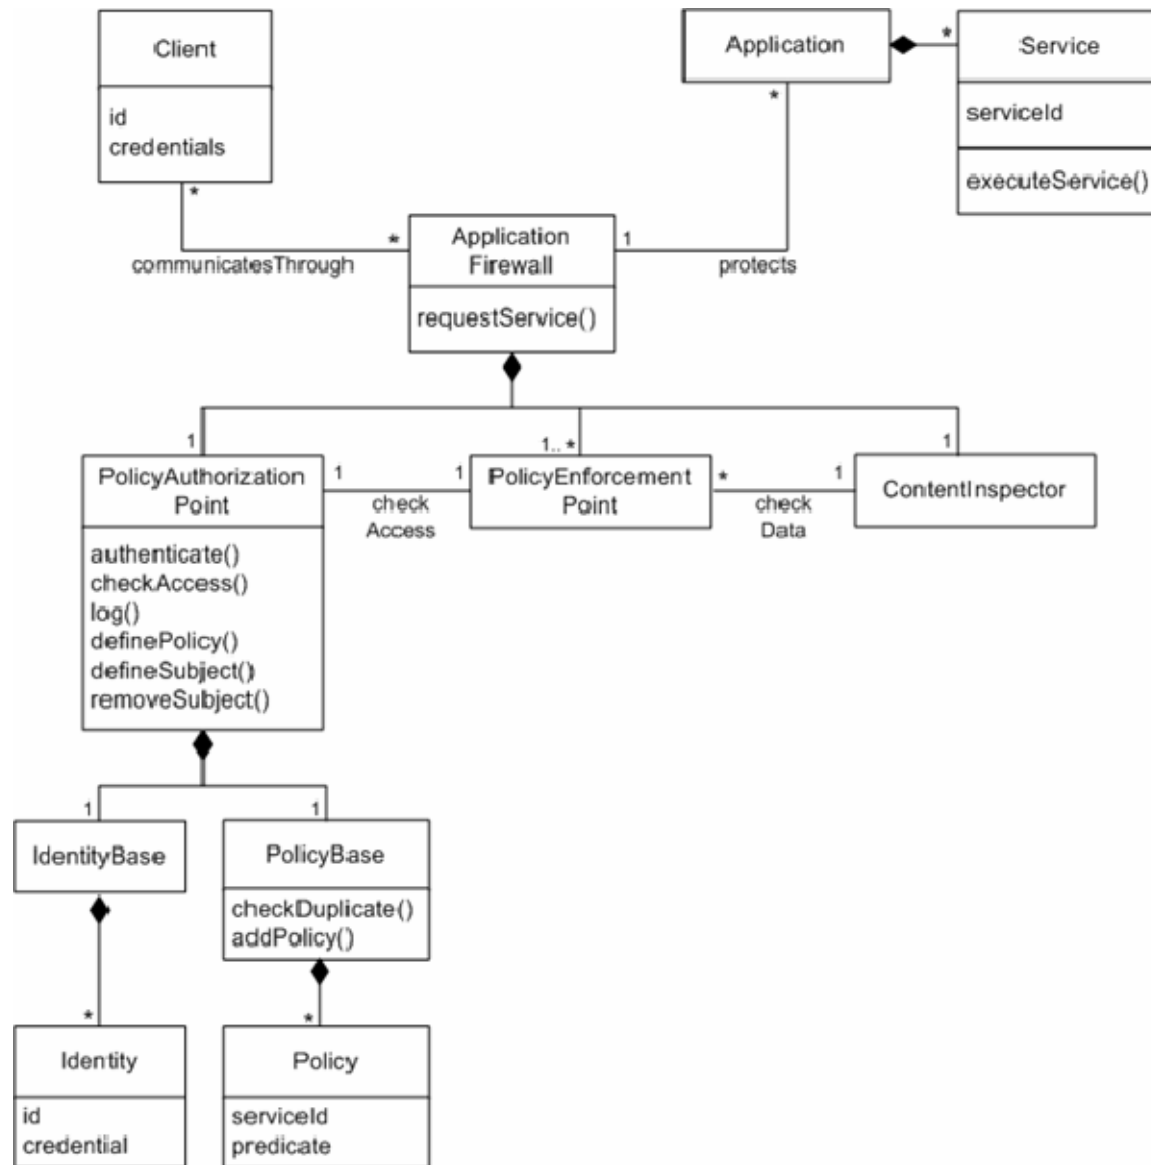 Client
id
credentials
*
Application
*
*
Service
serviceId
executeService()
*
communicatesThrough
Application
Firewall
requestService()
1
protects
1
1.. *
1
PolicyAuthorization
Point
authenticate()
checkAccess()
log()
definePolicy()
defineSubject()
removeSubject()
1
1
check
Access
PolicyEnforcement
Point
*
1
check
Data
ContentInspector
1
1
IdentityBase
PolicyBase
checkDuplicate()
addPolicy()
*
*
Identity
id
credential
Policy
serviceId
predicate